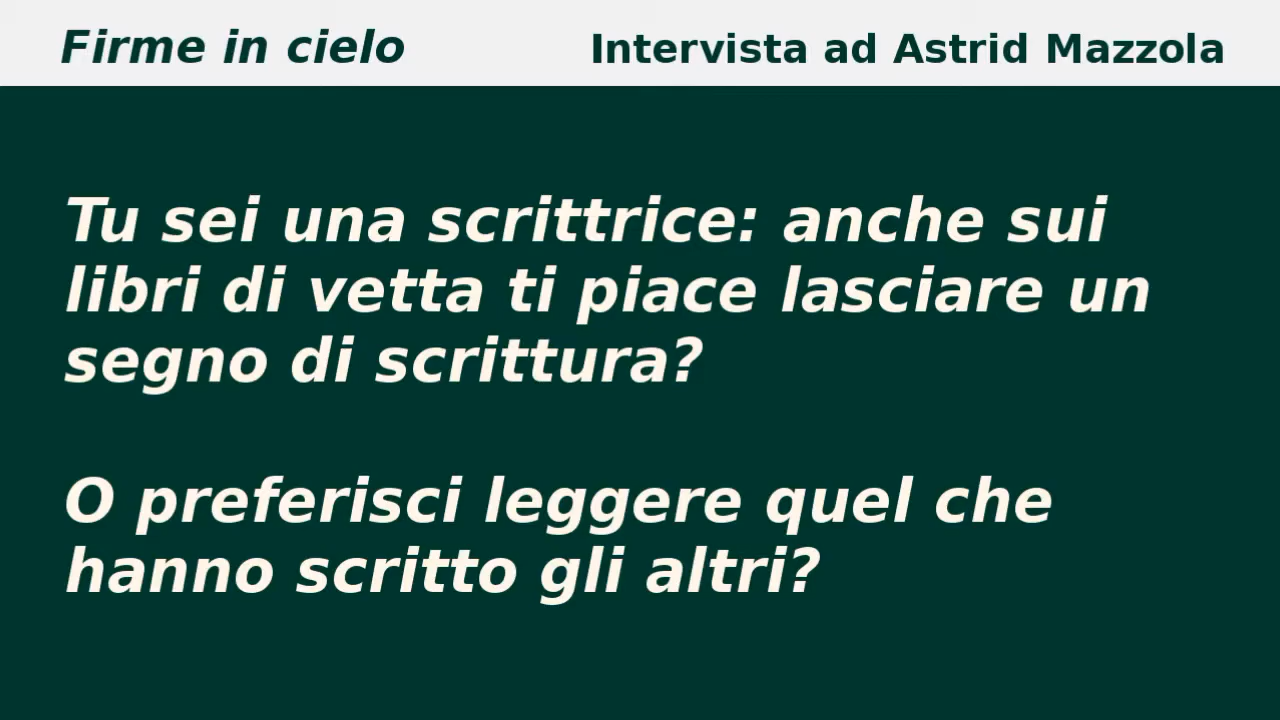 Firme in cielo
Intervista ad Astrid Mazzola
Tu sei una scrittrice: anche sui
libri di vetta ti piace lasciare un
segno di scrittura?
O preferisci leggere quel che
hanno scritto gli altri?